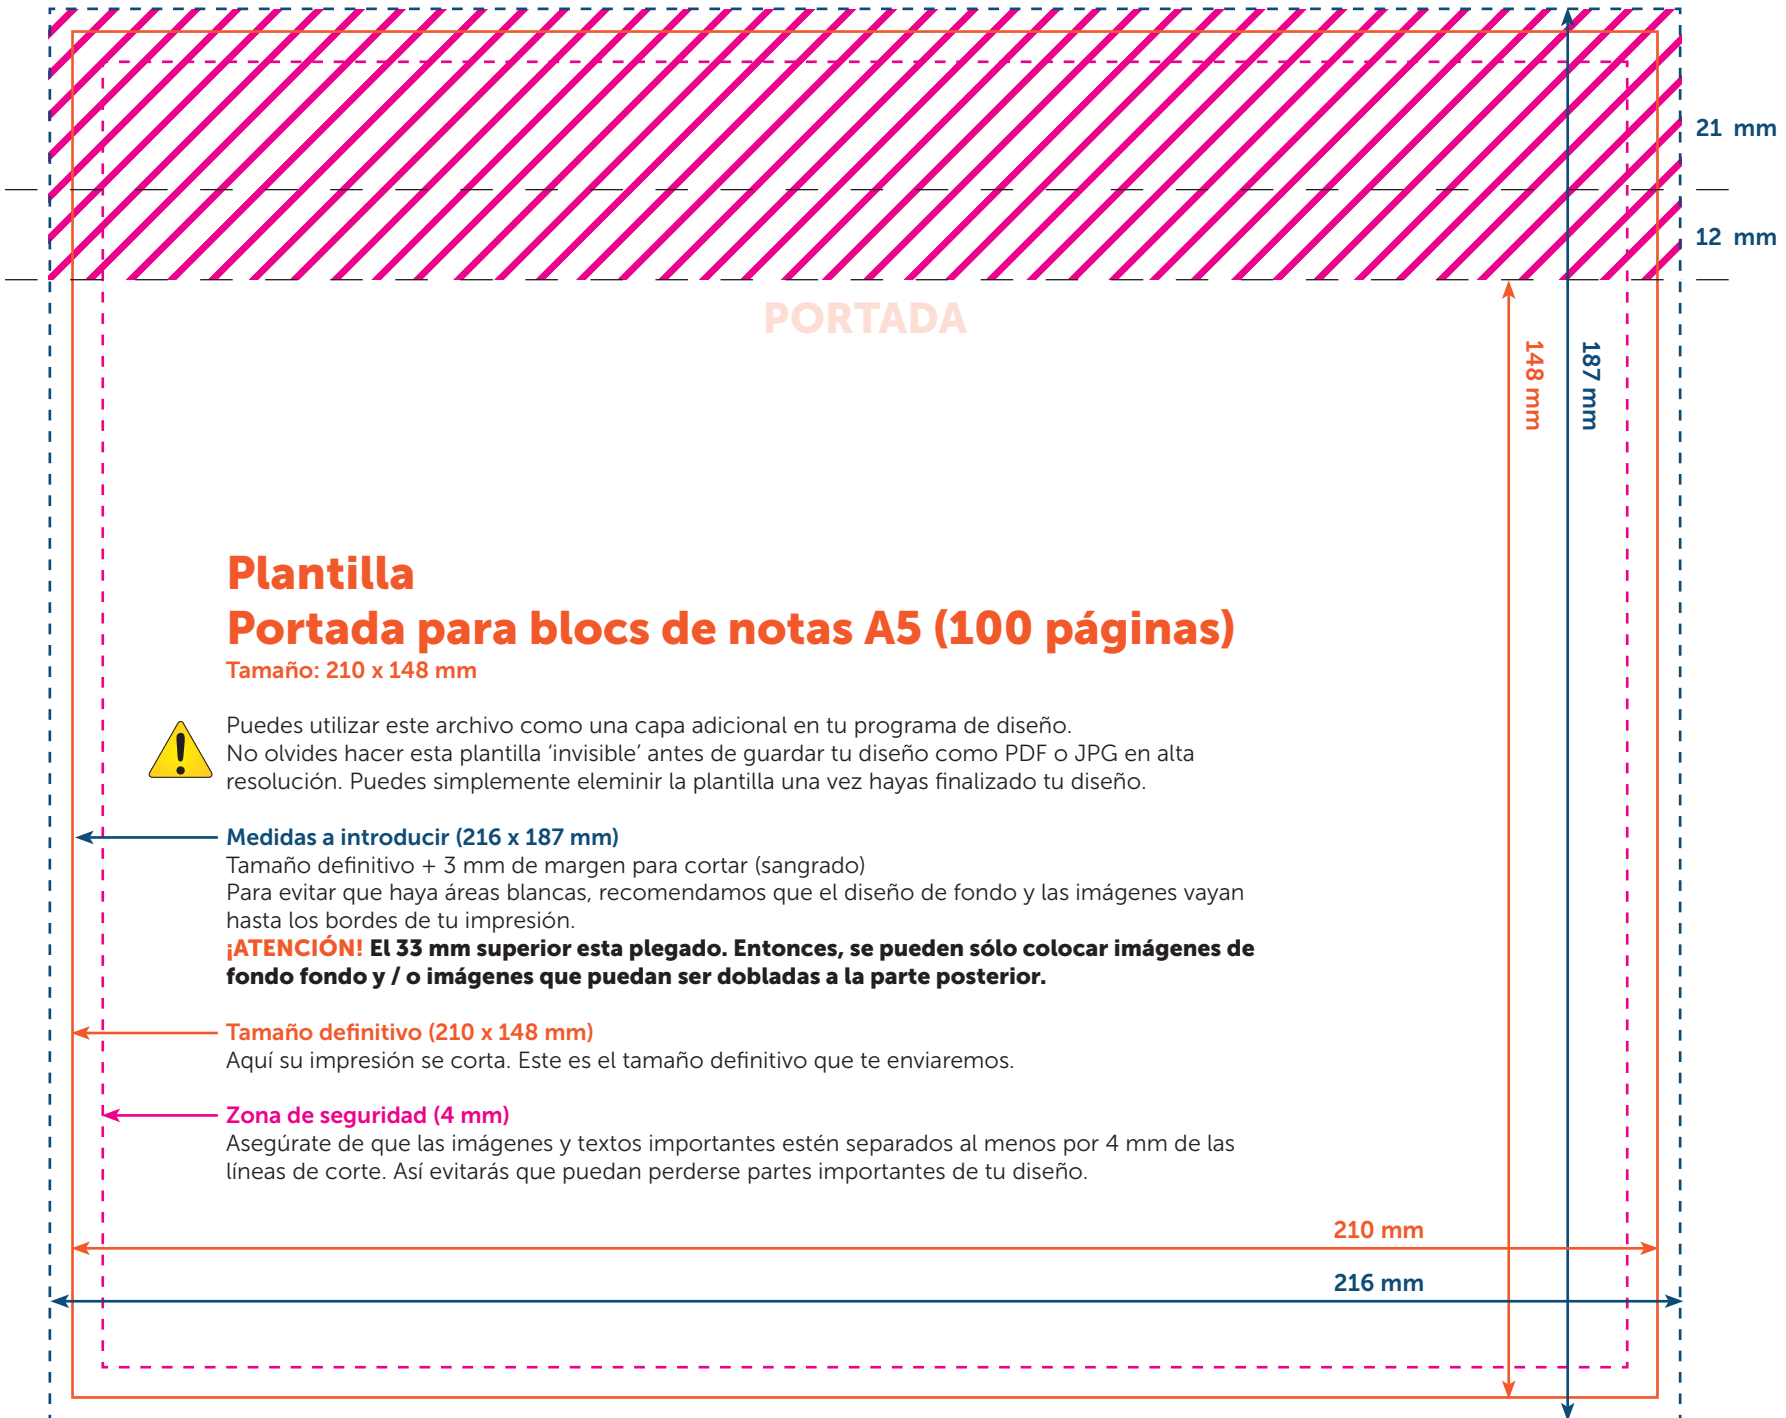 21 mm
12 mm
PORTADA
148 mm
187 mm
Plantilla
Portada para blocs de notas A5 (100 páginas)
Tamaño: 210 x 148 mm
Puedes utilizar este archivo como una capa adicional en tu programa de diseño.
No olvides hacer esta plantilla ‘invisible’ antes de guardar tu diseño como PDF o JPG en alta
resolución. Puedes simplemente eleminir la plantilla una vez hayas finalizado tu diseño.
Medidas a introducir (216 x 187 mm)
Tamaño definitivo + 3 mm de margen para cortar (sangrado)
Para evitar que haya áreas blancas, recomendamos que el diseño de fondo y las imágenes vayan
hasta los bordes de tu impresión.
¡ATENCIÓN! El 33 mm superior esta plegado. Entonces, se pueden sólo colocar imágenes de
fondo fondo y / o imágenes que puedan ser dobladas a la parte posterior.
Tamaño definitivo (210 x 148 mm)
Aquí su impresión se corta. Este es el tamaño definitivo que te enviaremos.
Zona de seguridad (4 mm)
Asegúrate de que las imágenes y textos importantes estén separados al menos por 4 mm de las
líneas de corte. Así evitarás que puedan perderse partes importantes de tu diseño.
210 mm
216 mm